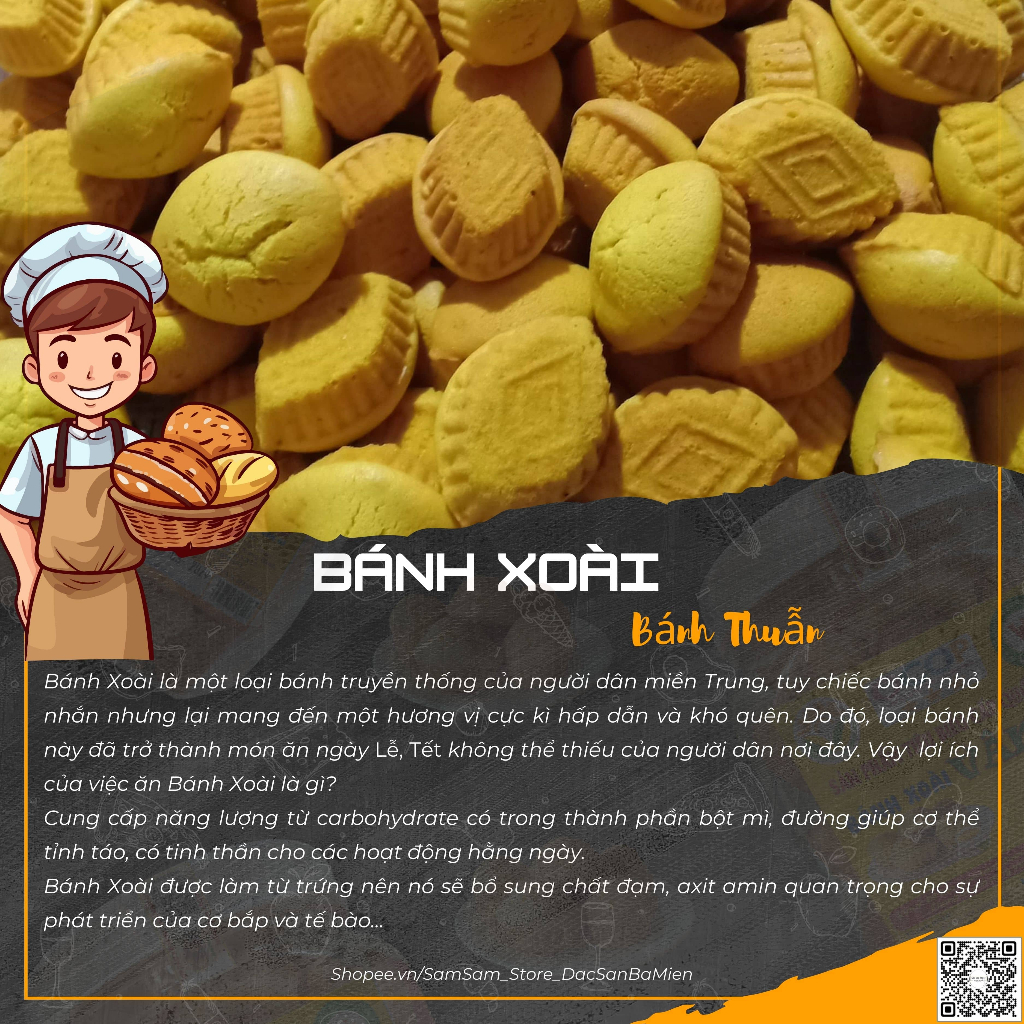 BÁNH XOÀI
Bánh Thuẫn
Bánh Xoài là một loại bánh truyền thống của người dân miền Trung, tuy chiếc bánh nhỏ
nhắn nhưng lại mang đến một hương vị cực kì hấp dẫn và khó quên. Do đó, loại bánh
này đã trở thành món ăn ngày Lễ, Tết không thể thiếu của người dân nơi đây. Vậy lợi ích
của việc ăn Bánh Xoài là gì?
Cung cấp năng lượng từ carbohydrate có trong thành phần bột mì, đường giúp cơ thể
tỉnh táo, có tinh thần cho các hoạt động hằng ngày.
Bánh Xoài được làm từ trứng nên nó sẽ bổ sung chất đạm, axit amin quan trọng cho sự
phát triển của cơ bắp và tế bào...
Shopee.vn/SamSam_Store_DacSanBaMien